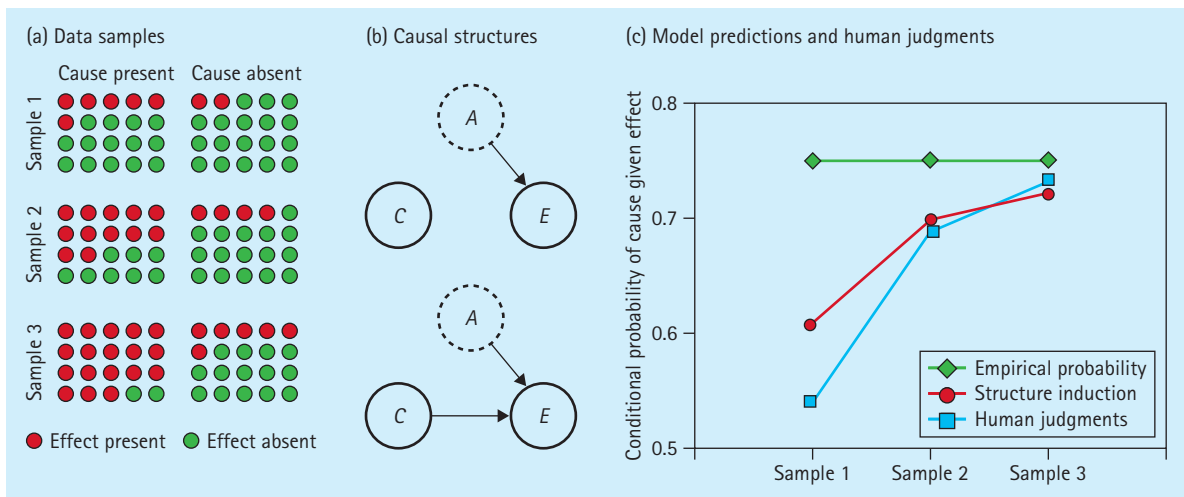 (a) Data samples
Cause present
Cause absent
Sample 1
Sample 2
Sample 3
Effect present
Effect absent
(b) Causal structures
A
C
E
A
C
E
(c) Model predictions and human judgments
Conditional probability of cause given effect
0.8
0.7
0.6
0.5
Empirical probability
Structure induction
Human judgments
Sample 1
Sample 2
Sample 3